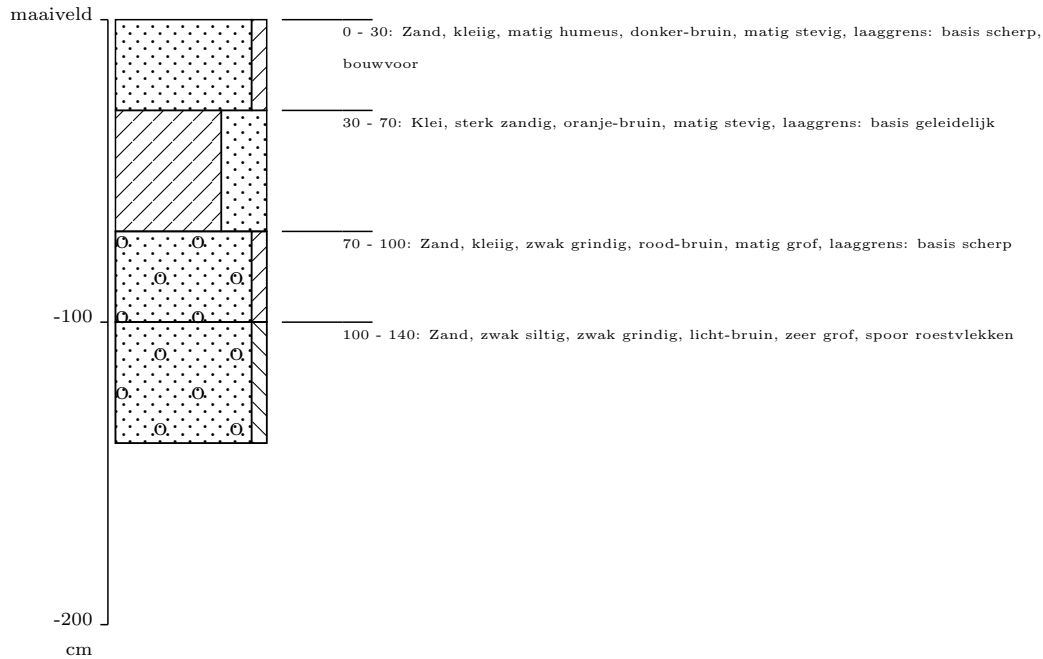 maaiveld
0 - 30: Zand, kleiig, matig humeus, donker-bruin, matig stevig, laaggrens: basis scherp,
bouwvoor
30 - 70: Klei, sterk zandig, oranje-bruin, matig stevig, laaggrens: basis geleidelijk
70 - 100: Zand, kleiig, zwak grindig, rood-bruin, matig grof, laaggrens: basis scherp
-100
100 - 140: Zand, zwak siltig, zwak grindig, licht-bruin, zeer grof, spoor roestvlekken
-200
cm